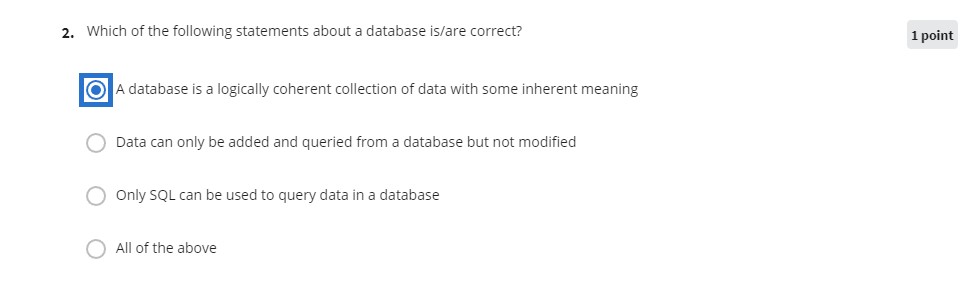 2. Which of the following statements about a database is/are correct?
1 point
A database is a logically coherent collection of data with some inherent meaning
Data can only be added and queried from a database but not modified
Only SQL can be used to query data in a database
All of the above